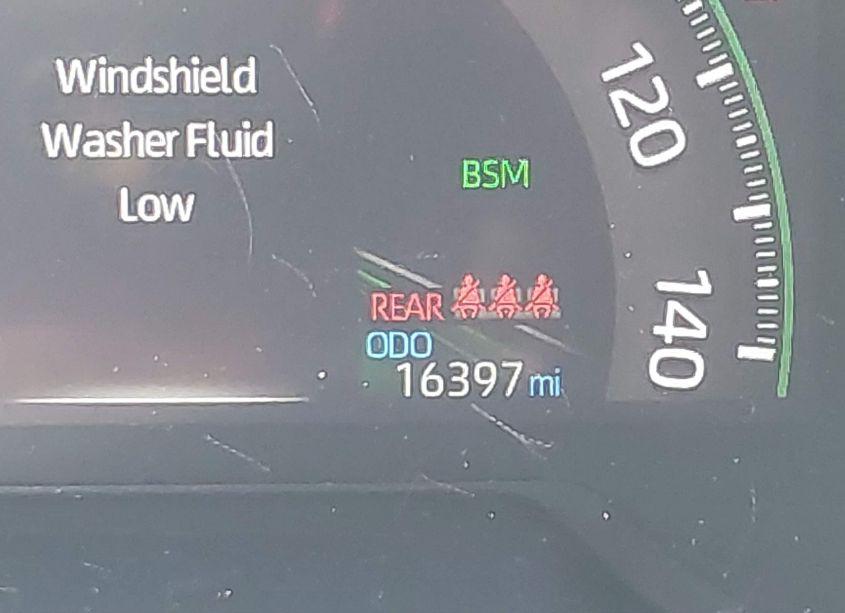 Windshield
Washer Fluid
Low
BSM
REAR
ODO
16397 mi
120
140